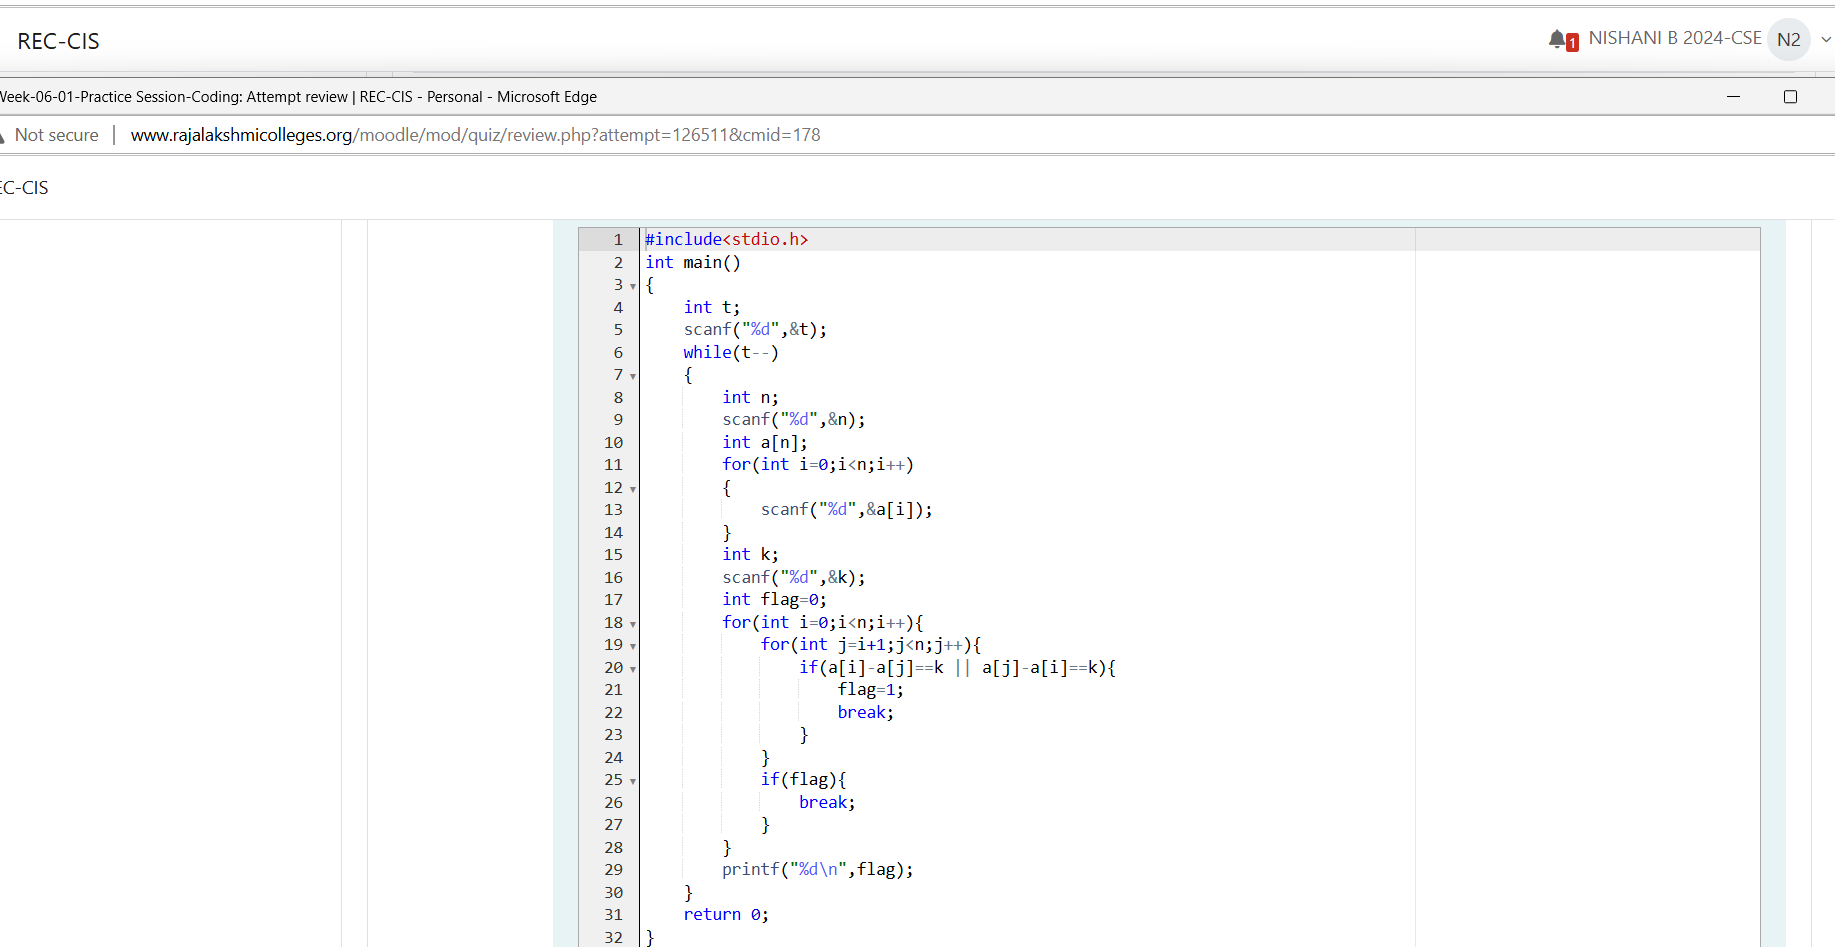 REC-CIS
1 NISHANI B 2024-CSE N2
Week-06-01-Practice Session-Coding: Attempt review | REC-CIS - Personal - Microsoft Edge
Not secure | www.rajalakshmicolleges.org/moodle/mod/quiz/review.php?attempt=126511&cmid=178
EC-CIS
1 #include<stdio.h>
2 int main()
3 {
4     int t;
5     scanf("%d",&t);
6     while(t--)
7     {
8         int n;
9         scanf("%d",&n);
10         int a[n];
11         for(int i=0;i<n;i++)
12         {
13             scanf("%d",&a[i]);
14         }
15         int k;
16         scanf("%d",&k);
17         int flag=0;
18         for(int i=0;i<n;i++){
19             for(int j=i+1;j<n;j++){
20                 if(a[i]-a[j]==k || a[j]-a[i]==k){
21                     flag=1;
22                     break;
23                 }
24             }
25             if(flag){
26                 break;
27             }
28         }
29         printf("%d\n",flag);
30     }
31     return 0;
32 }